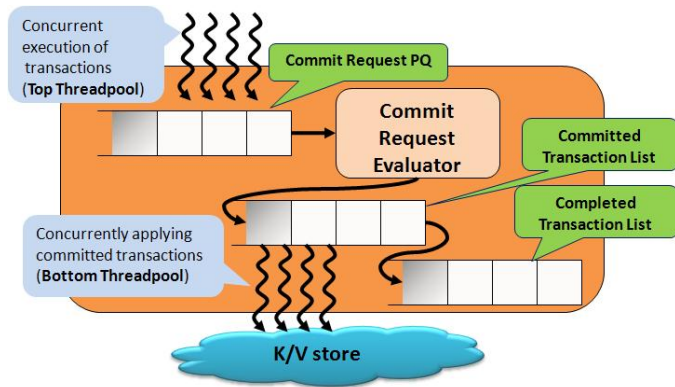 Concurrent
execution of
transactions
(Top Threadpool)
Commit Request PQ
Commit
Request
Evaluator
Committed
Transaction List
Completed
Transaction List
Concurrently applying
committed transactions
(Bottom Threadpool)
K/V store